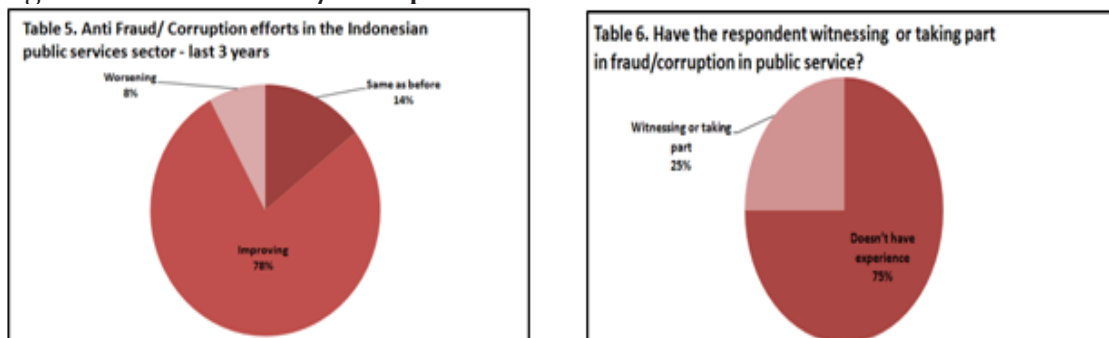 Table 5. Anti Fraud/ Corruption efforts in the Indonesian
public services sector - last 3 years
Worsening
8%
Same as before
14%
Improving
78%
Table 6. Have the respondent witnessing or taking part
in fraud/corruption in public service?
Witnessing or taking
part
25%
Doesn't have
experience
75%